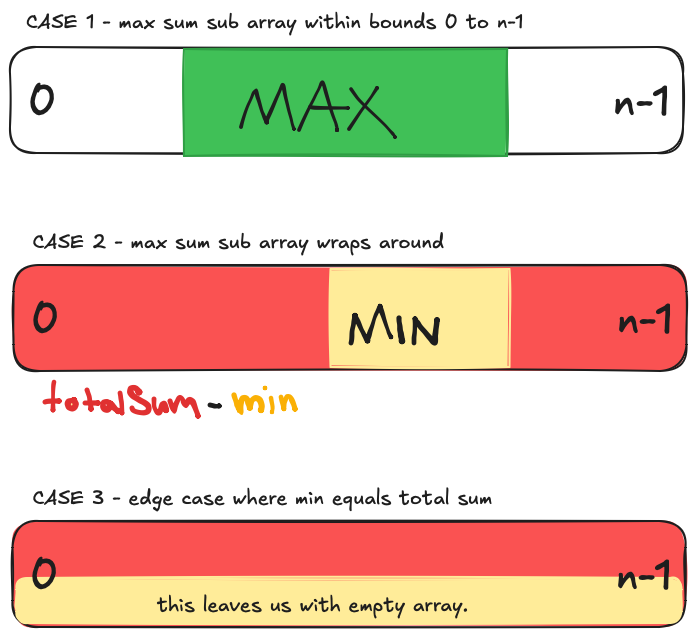 CASE 1 - max sum sub array within bounds 0 to n-1
0 MAX n-1
CASE 2 - max sum sub array wraps around
0 MIN n-1
totalSum - min
CASE 3 - edge case where min equals total sum
0 n-1
this leaves us with empty array.